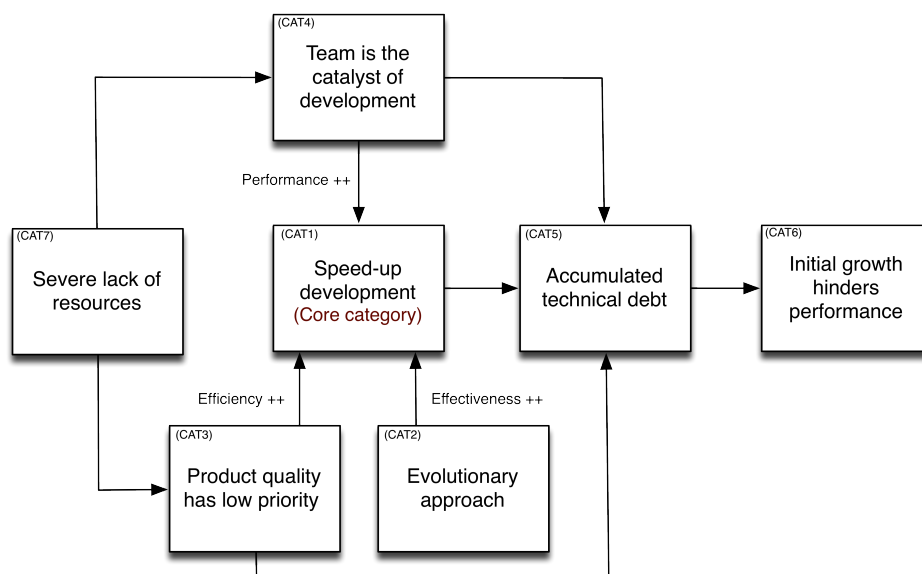 (CAT4)
Team is the
catalyst of
development
Performance ++
(CAT7)
Severe lack of
resources
(CAT1)
Speed-up
development
(Core category)
(CAT5)
Accumulated
technical debt
(CAT6)
Initial growth
hinders
performance
Efficiency ++
Effectiveness ++
(CAT3)
Product quality
has low priority
(CAT2)
Evolutionary
approach